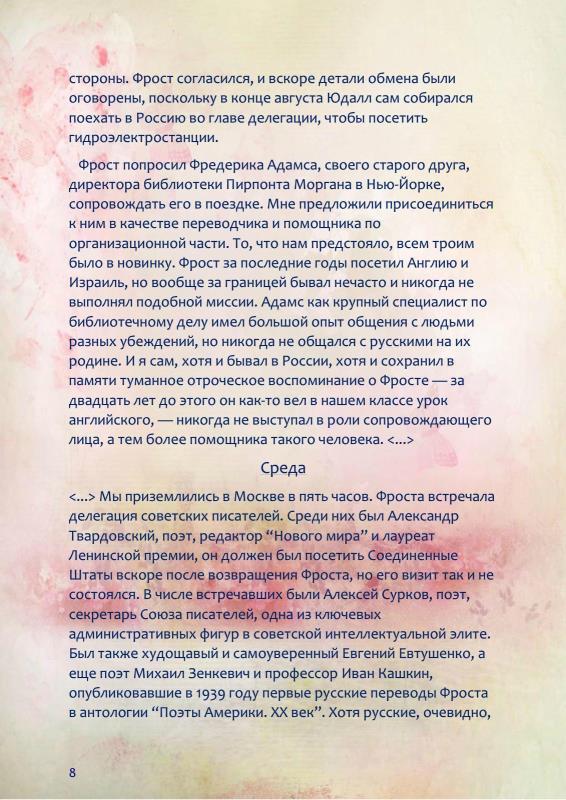 стороны. Фрост согласился, и вскоре детали обмена были
оговорены, поскольку в конце августа Юдалл сам собирался
поехать в Россию во главе делегации, чтобы посетить
гидроэлектростанции.
Фрост попросил Фредерика Адамса, своего старого друга,
директора библиотеки Пирпонта Моргана в Нью-Йорке,
сопровождать его в поездке. Мне предложили присоединиться
к ним в качестве переводчика и помощника по
организационной части. То, что нам предстояло, всем троим
было в новинку. Фрост за последние годы посетил Англию и
Израиль, но вообще за границей бывал нечасто и никогда не
выполнял подобной миссии. Адамс как крупный специалист по
библиотечному делу имел большой опыт общения с людьми
разных убеждений, но никогда не общался с русскими на их
родине. И я сам, хотя и бывал в России, хотя и сохранил в
памяти туманное отроческое воспоминание о Фросте — за
двадцать лет до этого он как-то вел в нашем классе урок
английского, — никогда не выступал в роли сопровождающего
лица, а тем более помощника такого человека. <...>
Среда
<...> Мы приземлились в Москве в пять часов. Фроста встречала
делегация советских писателей. Среди них был Александр
Твардовский, поэт, редактор “Нового мира” и лауреат
Ленинской премии, он должен был посетить Соединенные
Штаты вскоре после возвращения Фроста, но его визит так и не
состоялся. В числе встречавших были Алексей Сурков, поэт,
секретарь Союза писателей, одна из ключевых
административных фигур в советской интеллектуальной элите.
Был также худощавый и самоуверенный Евгений Евтушенко, а
еще поэт Михаил Зенкевич и профессор Иван Кашкин,
опубликовавшие в 1939 году первые русские переводы Фроста
в антологии “Поэты Америки. XX век”. Хотя русские, очевидно,
8